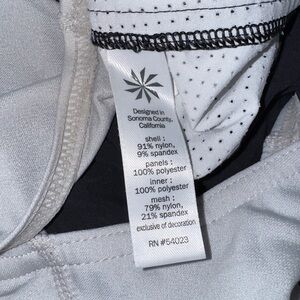 Designed in
Sonoma County,
California
shell :
91% nylon,
9% spandex
panels :
100% polyester
inner :
100% polyester
mesh :
79% nylon,
21% spandex
exclusive of decoration
RN #54023